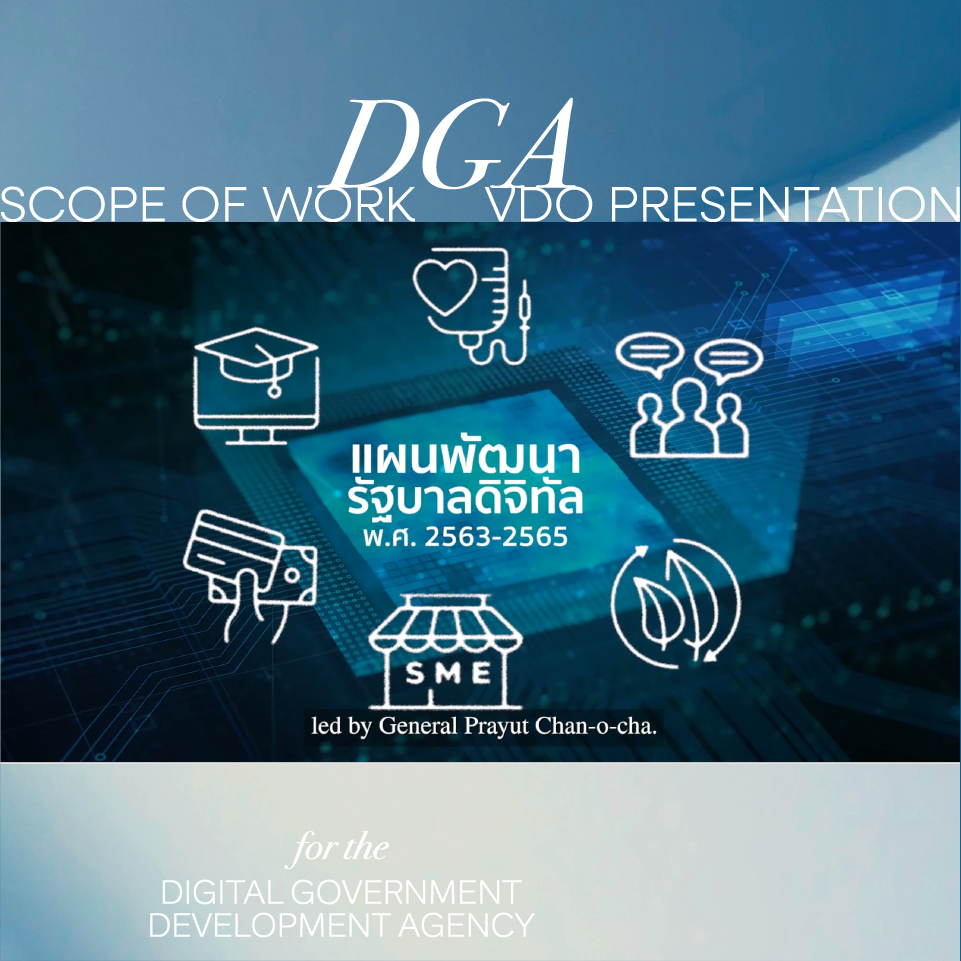 DGA
SCOPE OF WORK VDO PRESENTATION
แผนพัฒนา
รัฐบาลดิจิทัล
พ.ศ. 2563-2565
SME
led by General Prayut Chan-o-cha.
for the
DIGITAL GOVERNMENT
DEVELOPMENT AGENCY